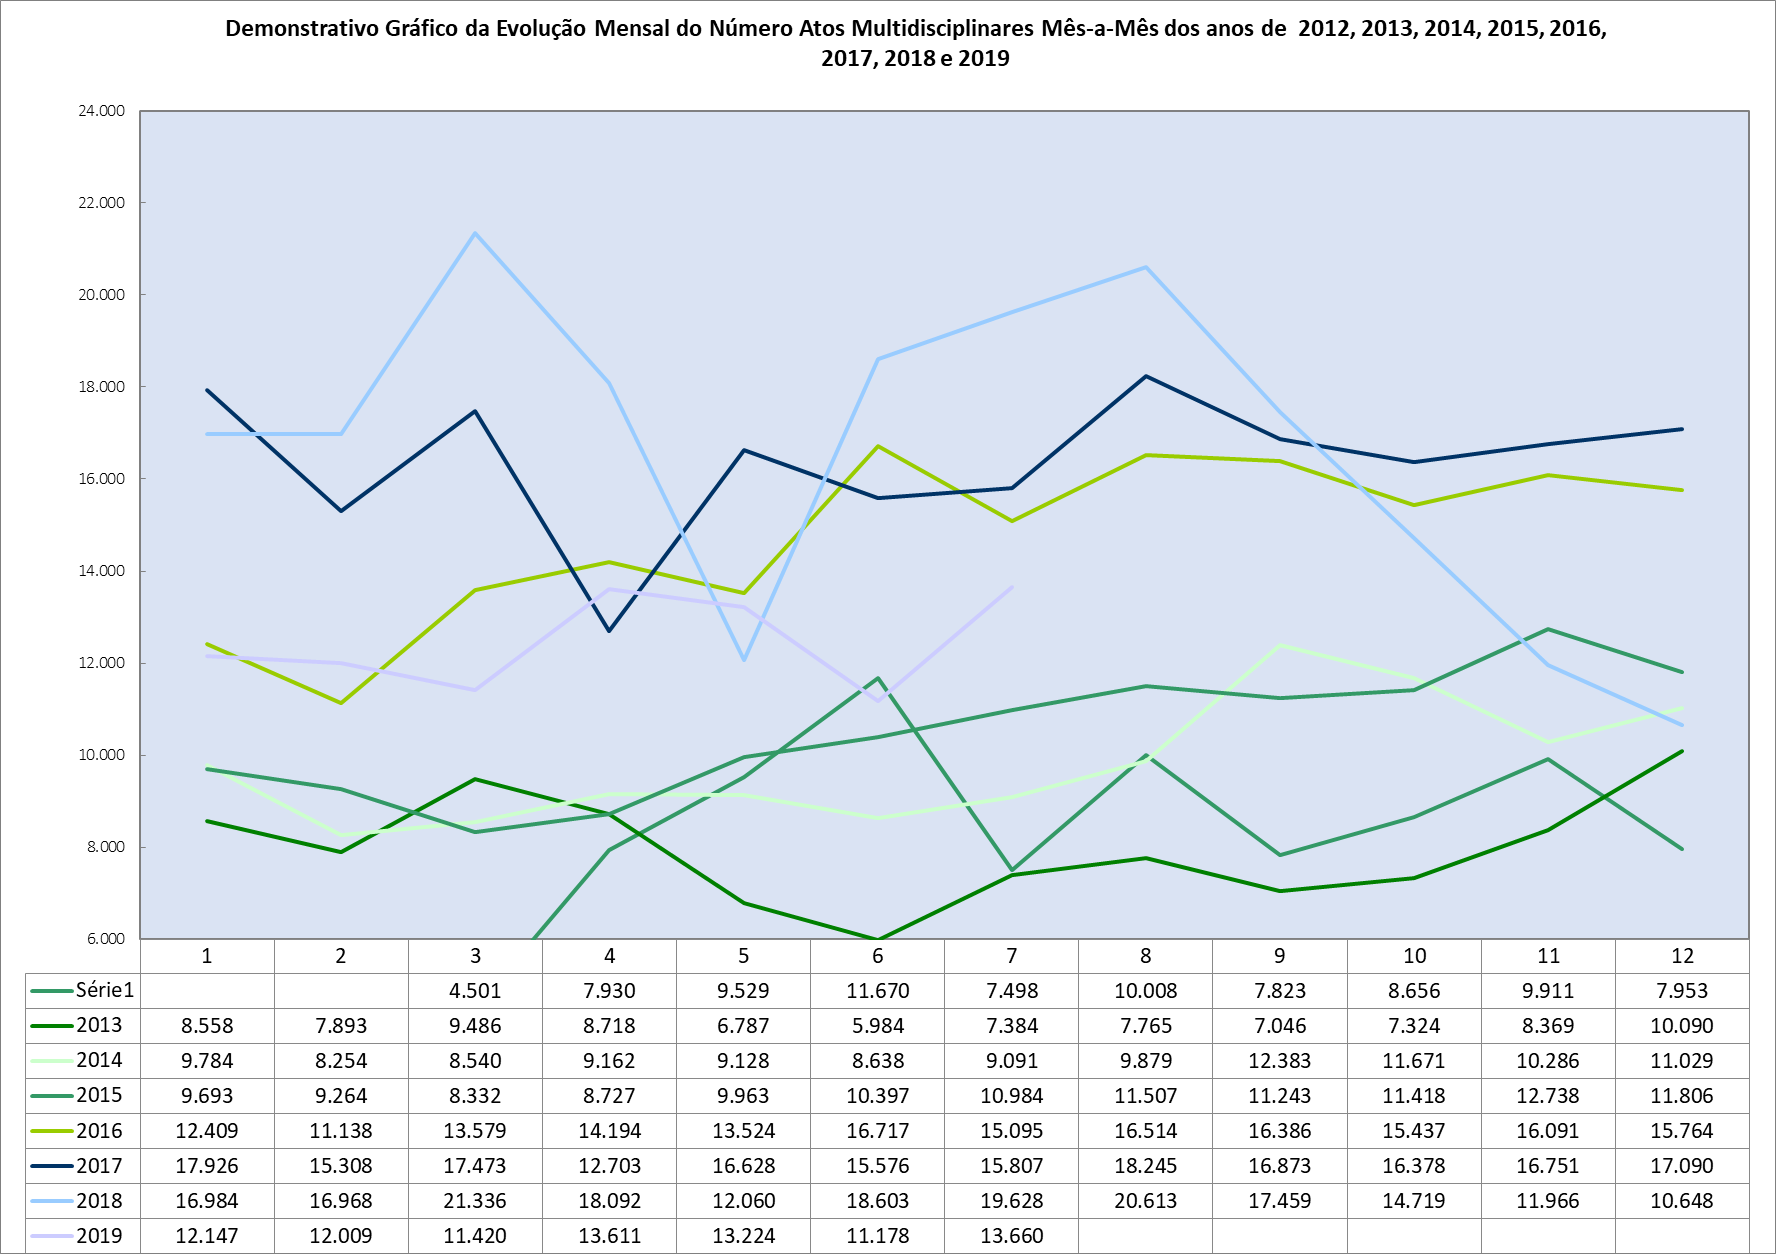 Demonstrativo Gráfico da Evolução Mensal do Número Atos Multidisciplinares Mês-a-Mês dos anos de  2012, 2013, 2014, 2015, 2016,
2017, 2018 e 2019
24.000
22.000
20.000
18.000
16.000
14.000
12.000
10.000
8.000
6.000
1 2 3 4 5 6 7 8 9 10 11 12
Série1 4.501 7.930 9.529 11.670 7.498 10.008 7.823 8.656 9.911 7.953
2013 8.558 7.893 9.486 8.718 6.787 5.984 7.384 7.765 7.046 7.324 8.369 10.090
2014 9.784 8.254 8.540 9.162 9.128 8.638 9.091 9.879 12.383 11.671 10.286 11.029
2015 9.693 9.264 8.332 8.727 9.963 10.397 10.984 11.507 11.243 11.418 12.738 11.806
2016 12.409 11.138 13.579 14.194 13.524 16.717 15.095 16.514 16.386 15.437 16.091 15.764
2017 17.926 15.308 17.473 12.703 16.628 15.576 15.807 18.245 16.873 16.378 16.751 17.090
2018 16.984 16.968 21.336 18.092 12.060 18.603 19.628 20.613 17.459 14.719 11.966 10.648
2019 12.147 12.009 11.420 13.611 13.224 11.178 13.660